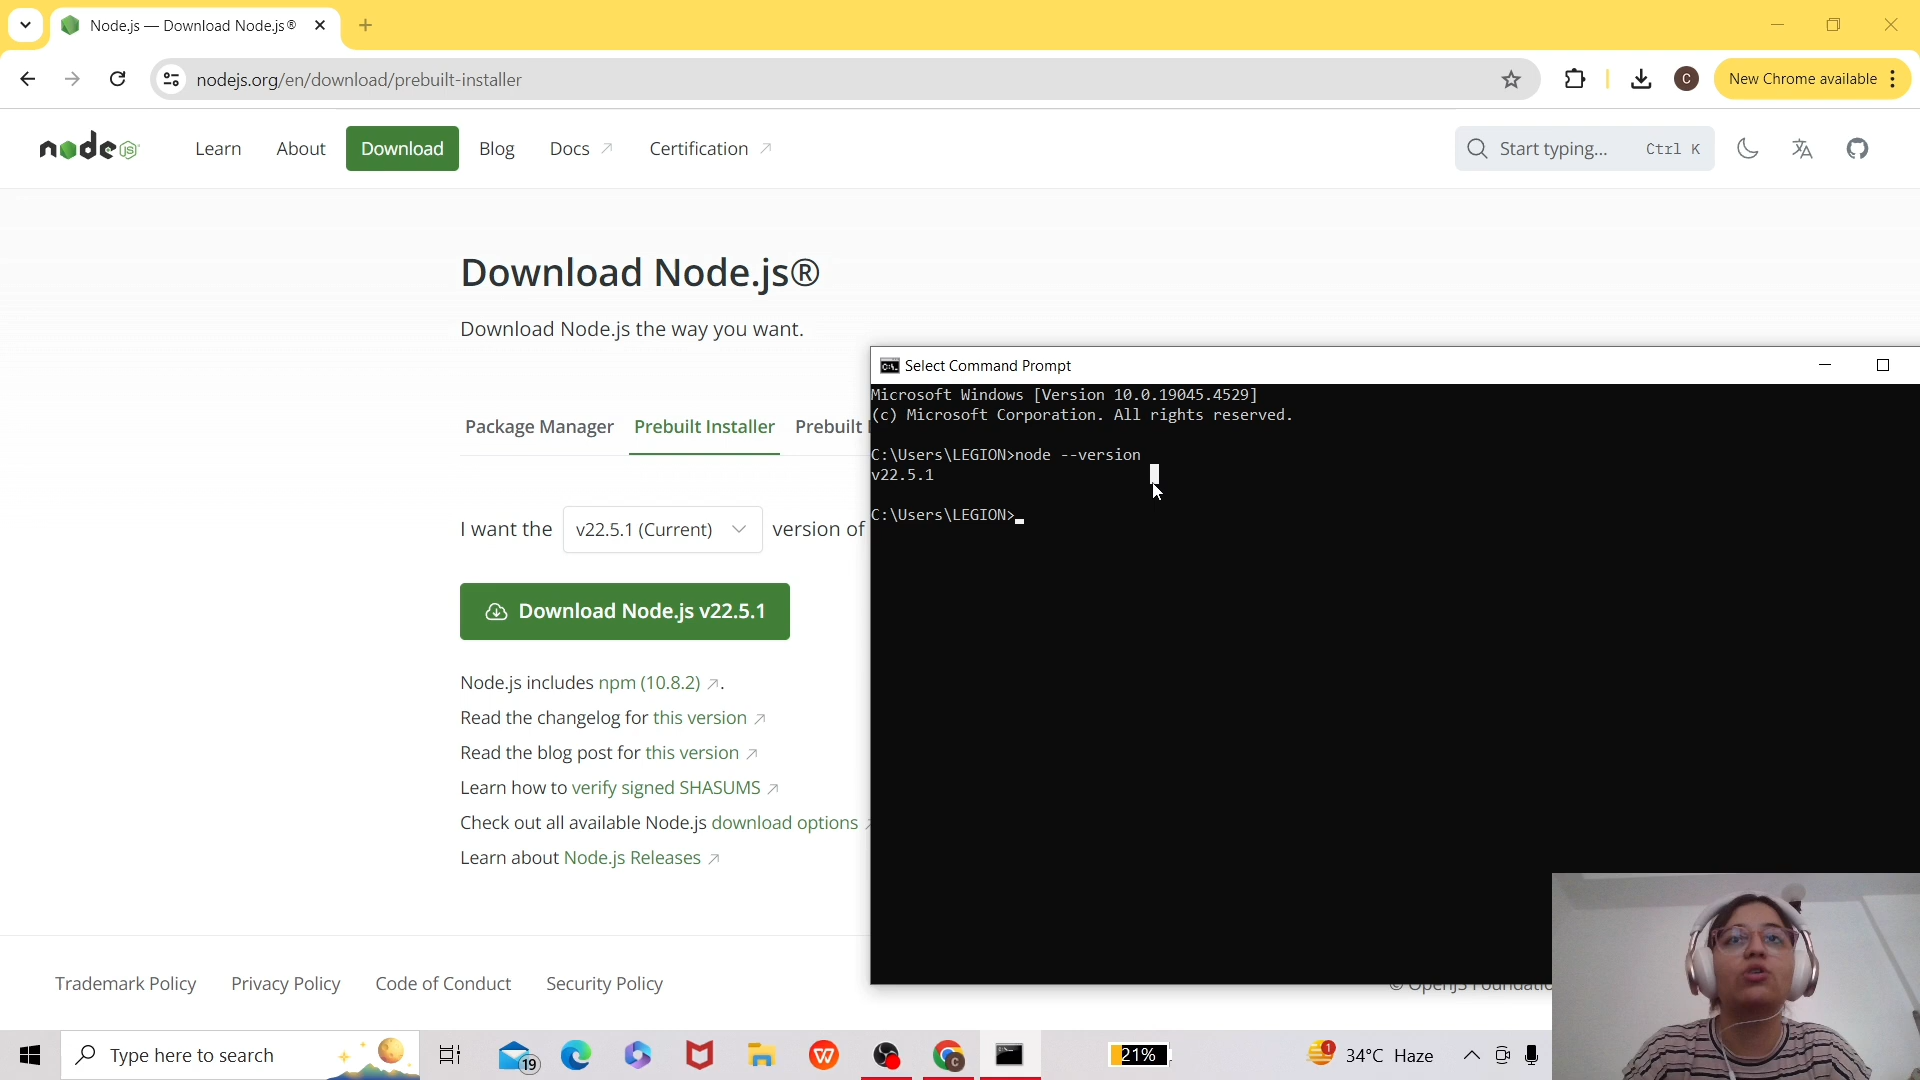 Node.js — Download Node.js®
nodejs.org/en/download/prebuilt-installer
C
New Chrome available
node JS
Learn
About
Download
Blog
Docs
Certification
Start typing...
Ctrl K
Download Node.js®
Download Node.js the way you want.
Package Manager
Prebuilt Installer
Prebuilt
I want the
v22.5.1 (Current)
version of
Download Node.js v22.5.1
Node.js includes npm (10.8.2).
Read the changelog for this version
Read the blog post for this version
Learn how to verify signed SHASUMS
Check out all available Node.js download options
Learn about Node.js Releases
Trademark Policy
Privacy Policy
Code of Conduct
Security Policy
C:\.
Select Command Prompt
Microsoft Windows [Version 10.0.19045.4529]
(c) Microsoft Corporation. All rights reserved.
C:\Users\LEGION>node --version
v22.5.1
C:\Users\LEGION>
Type here to search
19
W
C
21%
1
34°C Haze